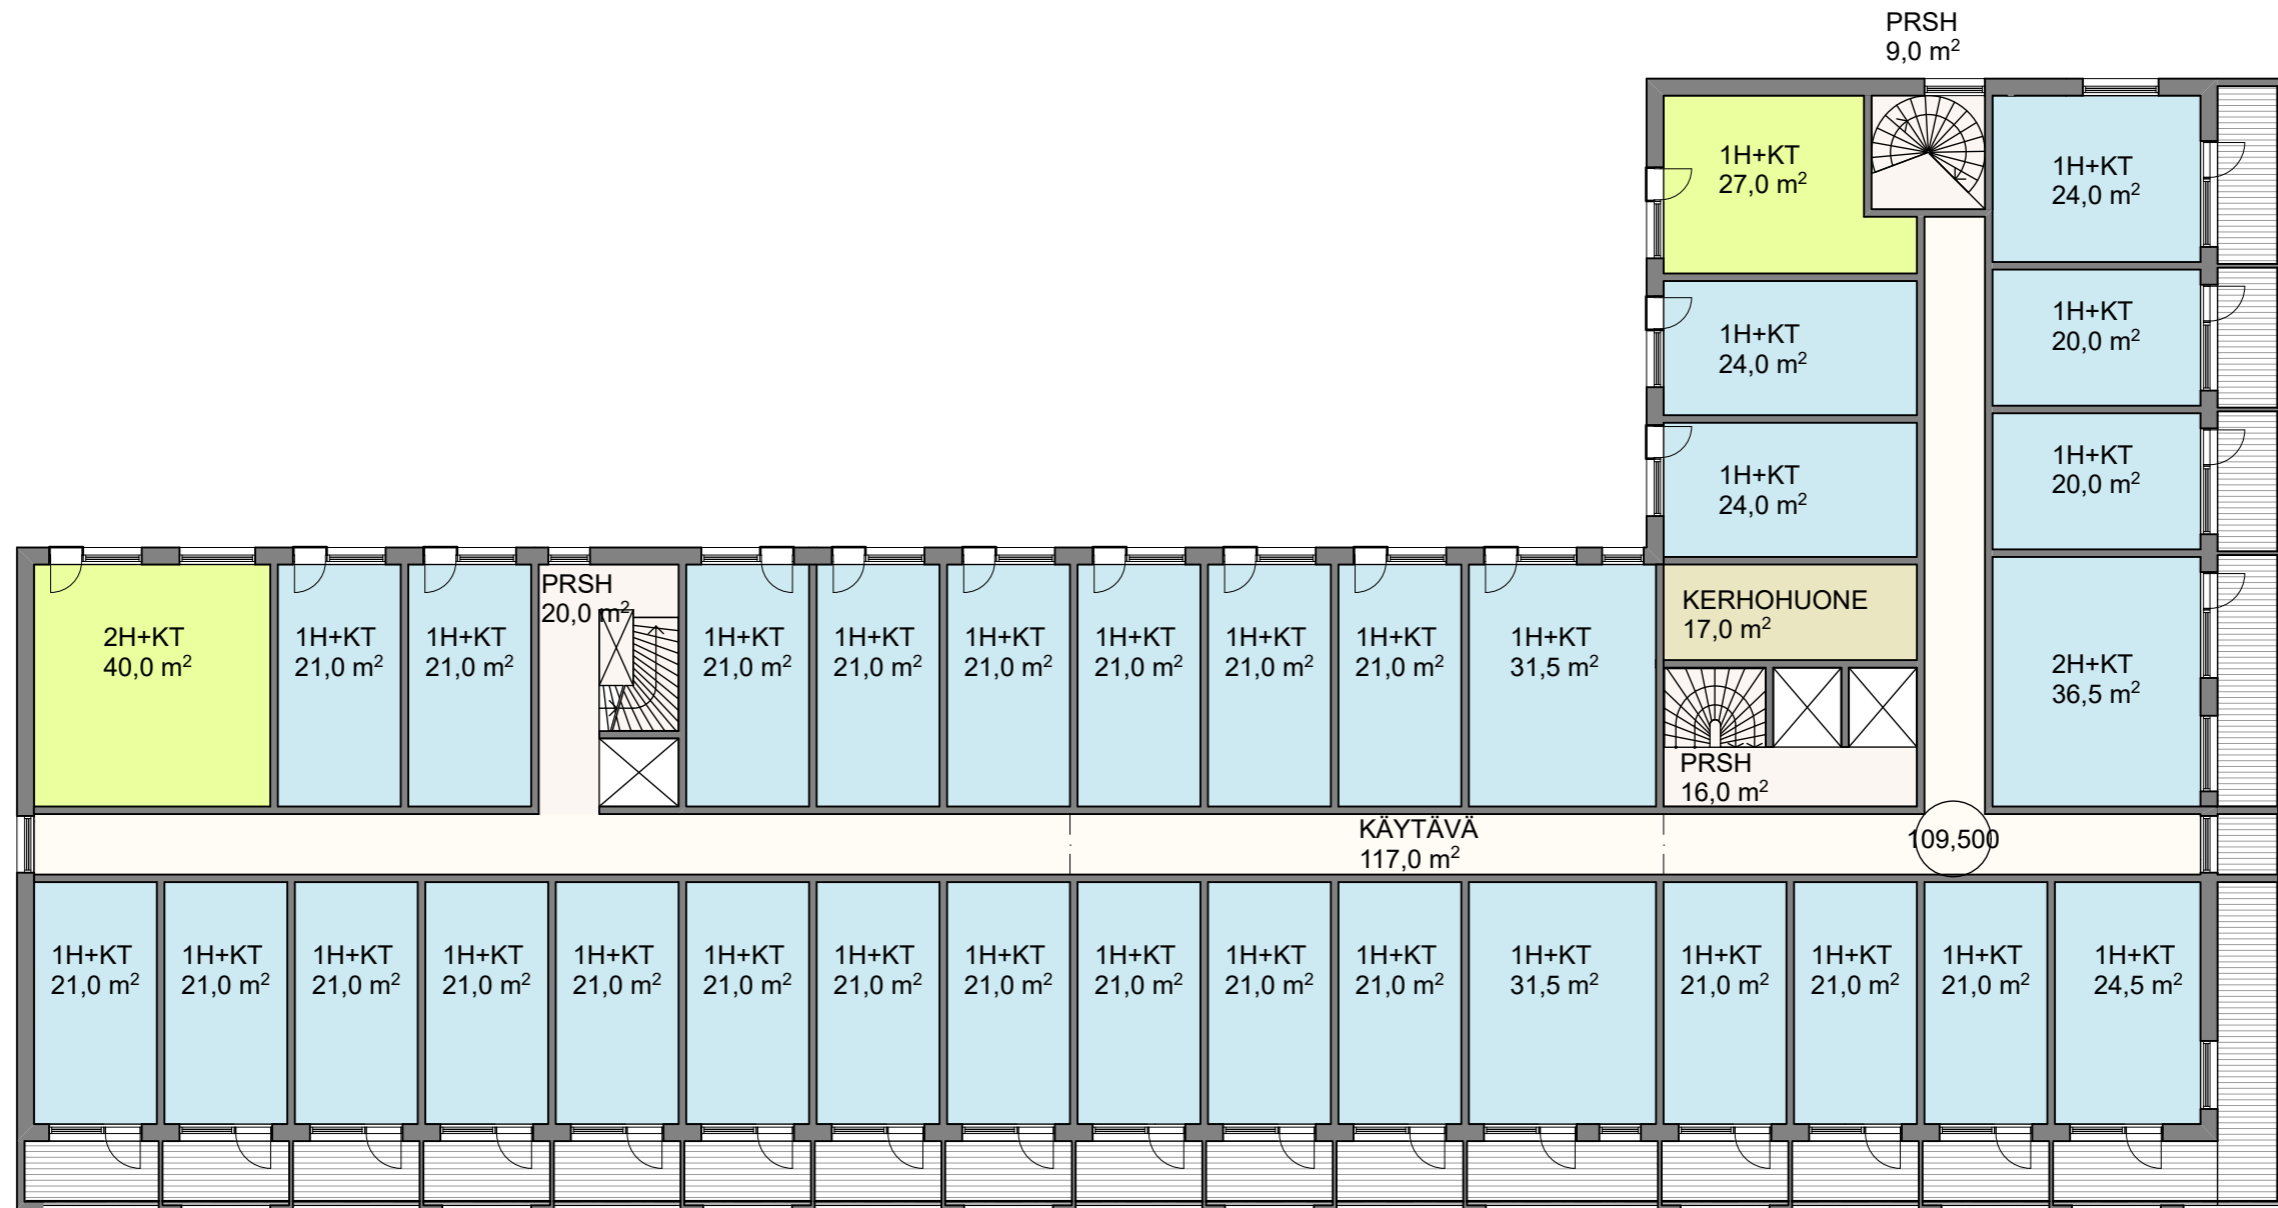 PRSH
9,0 m²
1H+KT
27,0 m²
1H+KT
24,0 m²
1H+KT
24,0 m²
1H+KT
20,0 m²
1H+KT
24,0 m²
1H+KT
20,0 m²
PRSH
20,0 m²
KERHOHUONE
17,0 m²
2H+KT
40,0 m²
1H+KT
21,0 m²
1H+KT
21,0 m²
1H+KT
21,0 m²
1H+KT
21,0 m²
1H+KT
21,0 m²
1H+KT
21,0 m²
1H+KT
21,0 m²
1H+KT
21,0 m²
1H+KT
31,5 m²
2H+KT
36,5 m²
PRSH
16,0 m²
KÄYTÄVÄ
117,0 m²
109,500
1H+KT
21,0 m²
1H+KT
21,0 m²
1H+KT
21,0 m²
1H+KT
21,0 m²
1H+KT
21,0 m²
1H+KT
21,0 m²
1H+KT
21,0 m²
1H+KT
21,0 m²
1H+KT
21,0 m²
1H+KT
21,0 m²
1H+KT
21,0 m²
1H+KT
31,5 m²
1H+KT
21,0 m²
1H+KT
21,0 m²
1H+KT
21,0 m²
1H+KT
24,5 m²